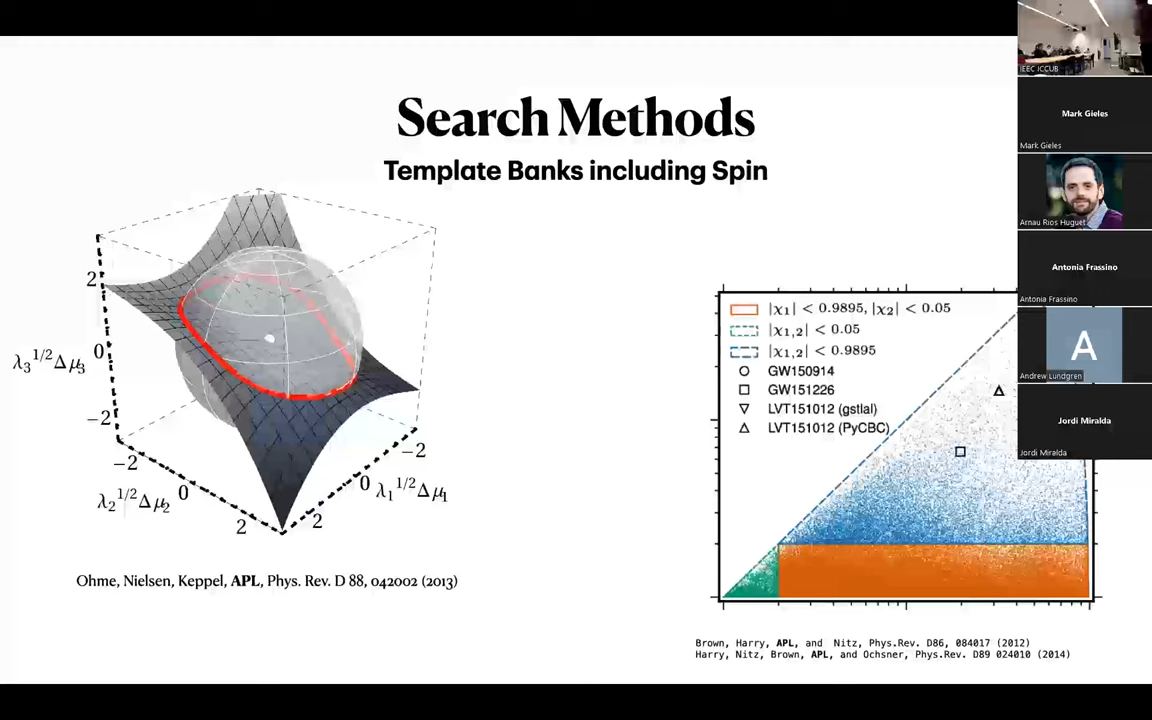 Search Methods
Template Banks including Spin
2
0
−2
λ₃^{1/2}Δμ₃
−2
0
2
λ₂^{1/2}Δμ₂
−2
0
2
λ₁^{1/2}Δμ₁
Ohme, Nielsen, Keppel, APL, Phys. Rev. D 88, 042002 (2013)
|χ₁| < 0.9895, |χ₂| < 0.05
|χ₁,₂| < 0.05
|χ₁,₂| < 0.9895
GW150914
GW151226
LVT151012 (gstlal)
LVT151012 (PyCBC)
Brown, Harry, APL, and Nitz, Phys.Rev. D86, 084017 (2012)
Harry, Nitz, Brown, APL, and Ochsner, Phys.Rev. D89 024010 (2014)
IEEC ICCUB
Mark Gieles
Mark Gieles
Arnau Rios Huguet
Antonia Frassino
Antonia Frassino
A
Andrew Lundgren
Jordi Miralda
Jordi Miralda